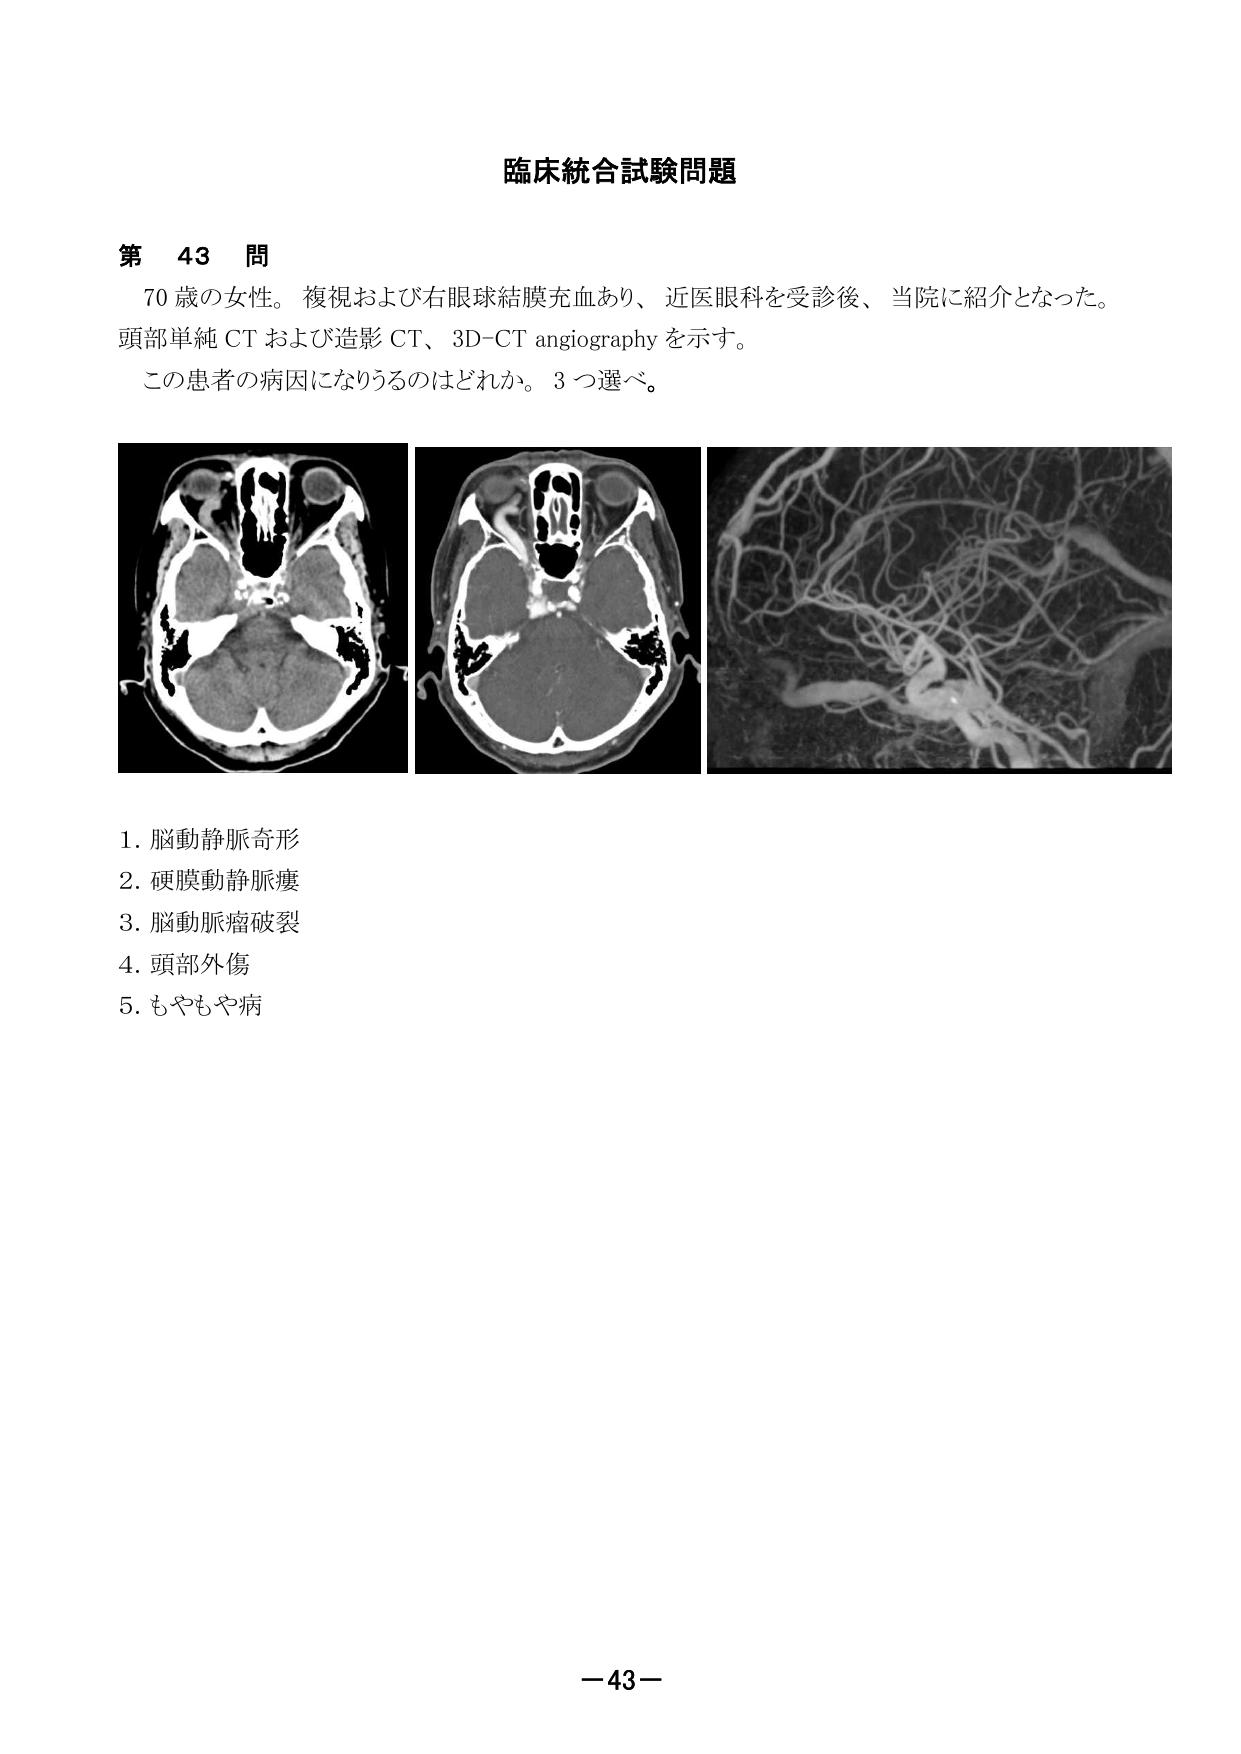 臨床統合試験問題
第 43 問
70 歳の女性。 複視および右眼球結膜充血あり、 近医眼科を受診後、 当院に紹介となった。
頭部単純 CT および造影 CT、 3D-CT angiography を示す。
この患者の病因になりうるのはどれか。 3 つ選べ。
1. 脳動静脈奇形
2. 硬膜動静脈瘻
3. 脳動脈瘤破裂
4. 頭部外傷
5. もやもや病
－43－